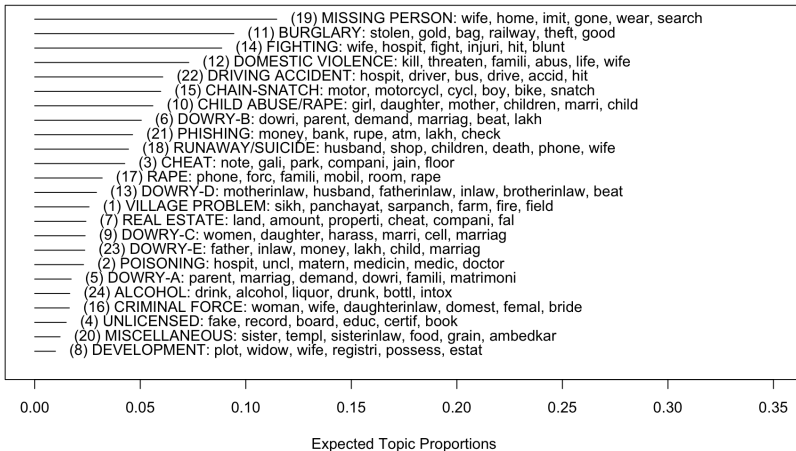 (19) MISSING PERSON: wife, home, imit, gone, wear, search
(11) BURGLARY: stolen, gold, bag, railway, theft, good
(14) FIGHTING: wife, hospit, fight, injuri, hit, blunt
(12) DOMESTIC VIOLENCE: kill, threaten, famili, abus, life, wife
(22) DRIVING ACCIDENT: hospit, driver, bus, drive, accid, hit
(15) CHAIN-SNATCH: motor, motorcycl, cycl, boy, bike, snatch
(10) CHILD ABUSE/RAPE: girl, daughter, mother, children, marri, child
(6) DOWRY-B: dowri, parent, demand, marriag, beat, lakh
(21) PHISHING: money, bank, rupe, atm, lakh, check
(18) RUNAWAY/SUICIDE: husband, shop, children, death, phone, wife
(3) CHEAT: note, gali, park, compani, jain, floor
(17) RAPE: phone, forc, famili, mobil, room, rape
(13) DOWRY-D: motherinlaw, husband, fatherinlaw, inlaw, brotherinlaw, beat
(1) VILLAGE PROBLEM: sikh, panchayat, sarpanch, farm, fire, field
(7) REAL ESTATE: land, amount, properti, cheat, compani, fal
(9) DOWRY-C: women, daughter, harass, marri, cell, marriag
(23) DOWRY-E: father, inlaw, money, lakh, child, marriag
(2) POISONING: hospit, uncl, matern, medicin, medic, doctor
(5) DOWRY-A: parent, marriag, demand, dowri, famili, matrimoni
(24) ALCOHOL: drink, alcohol, liquor, drunk, bottl, intox
(16) CRIMINAL FORCE: woman, wife, daughterinlaw, domest, femal, bride
(4) UNLICENSED: fake, record, board, educ, certif, book
(20) MISCELLANEOUS: sister, templ, sisterinlaw, food, grain, ambedkar
(8) DEVELOPMENT: plot, widow, wife, registri, possess, estat
0.00 0.05 0.10 0.15 0.20 0.25 0.30 0.35
Expected Topic Proportions